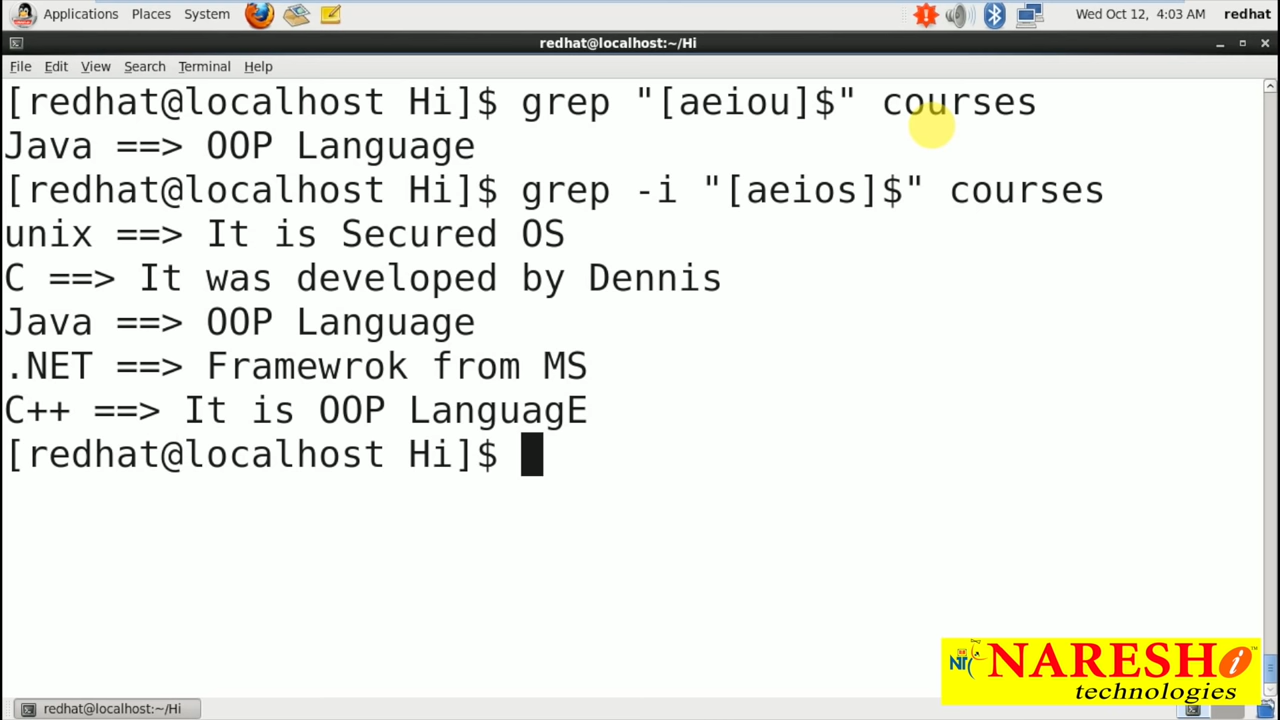 Applications Places System Wed Oct 12, 4:03 AM redhat
redhat@localhost:~/Hi
File Edit View Search Terminal Help
[redhat@localhost Hi]$ grep "[aeiou]$" courses
Java ==> OOP Language
[redhat@localhost Hi]$ grep -i "[aeios]$" courses
unix ==> It is Secured OS
C ==> It was developed by Dennis
Java ==> OOP Language
.NET ==> Framewrok from MS
C++ ==> It is OOP LanguagE
[redhat@localhost Hi]$
NARESH i
technologies
redhat@localhost:~/Hi